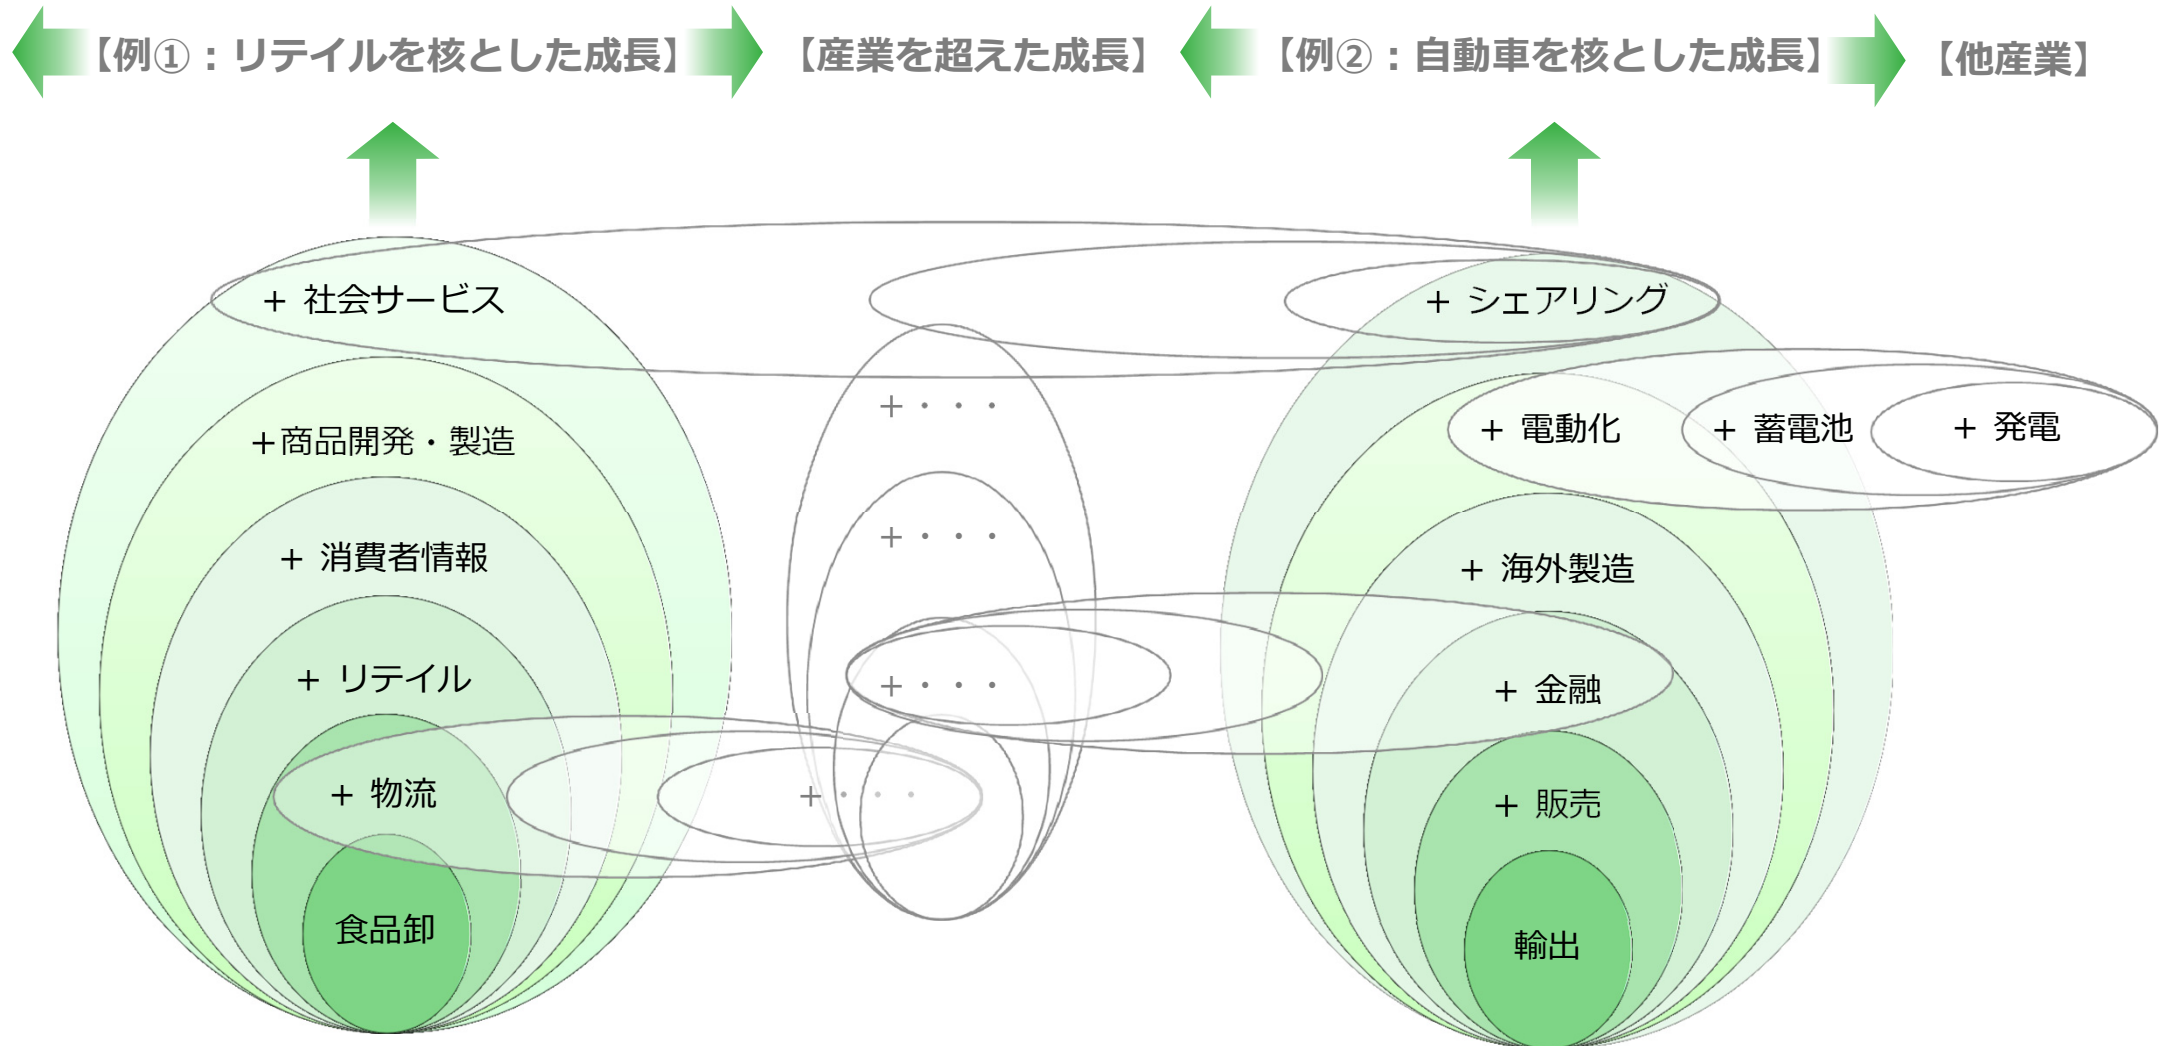 【例①：リテイルを核とした成長】
【産業を超えた成長】
【例②：自動車を核とした成長】
【他産業】
+ 社会サービス
+商品開発・製造
+ 消費者情報
+ リテイル
+ 物流
食品卸
+・・・
+・・・
+・・・
+・・・
+ シェアリング
+ 電動化
+ 蓄電池
+ 発電
+ 海外製造
+ 金融
+ 販売
輸出